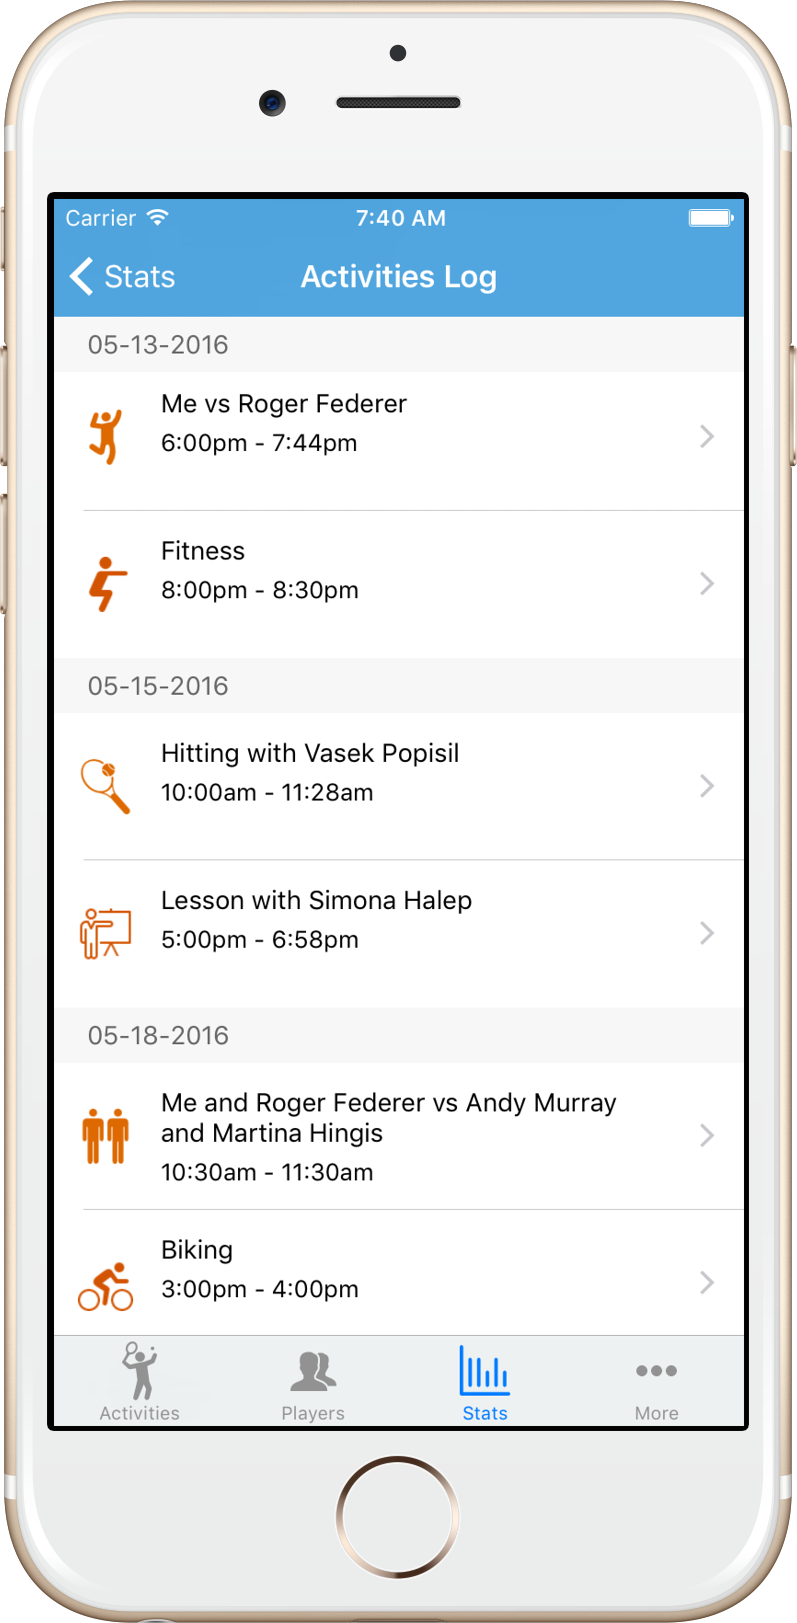 Carrier 7:40 AM
Stats Activities Log
05-13-2016
Me vs Roger Federer
6:00pm - 7:44pm
Fitness
8:00pm - 8:30pm
05-15-2016
Hitting with Vasek Popisil
10:00am - 11:28am
Lesson with Simona Halep
5:00pm - 6:58pm
05-18-2016
Me and Roger Federer vs Andy Murray
and Martina Hingis
10:30am - 11:30am
Biking
3:00pm - 4:00pm
Activities Players Stats More